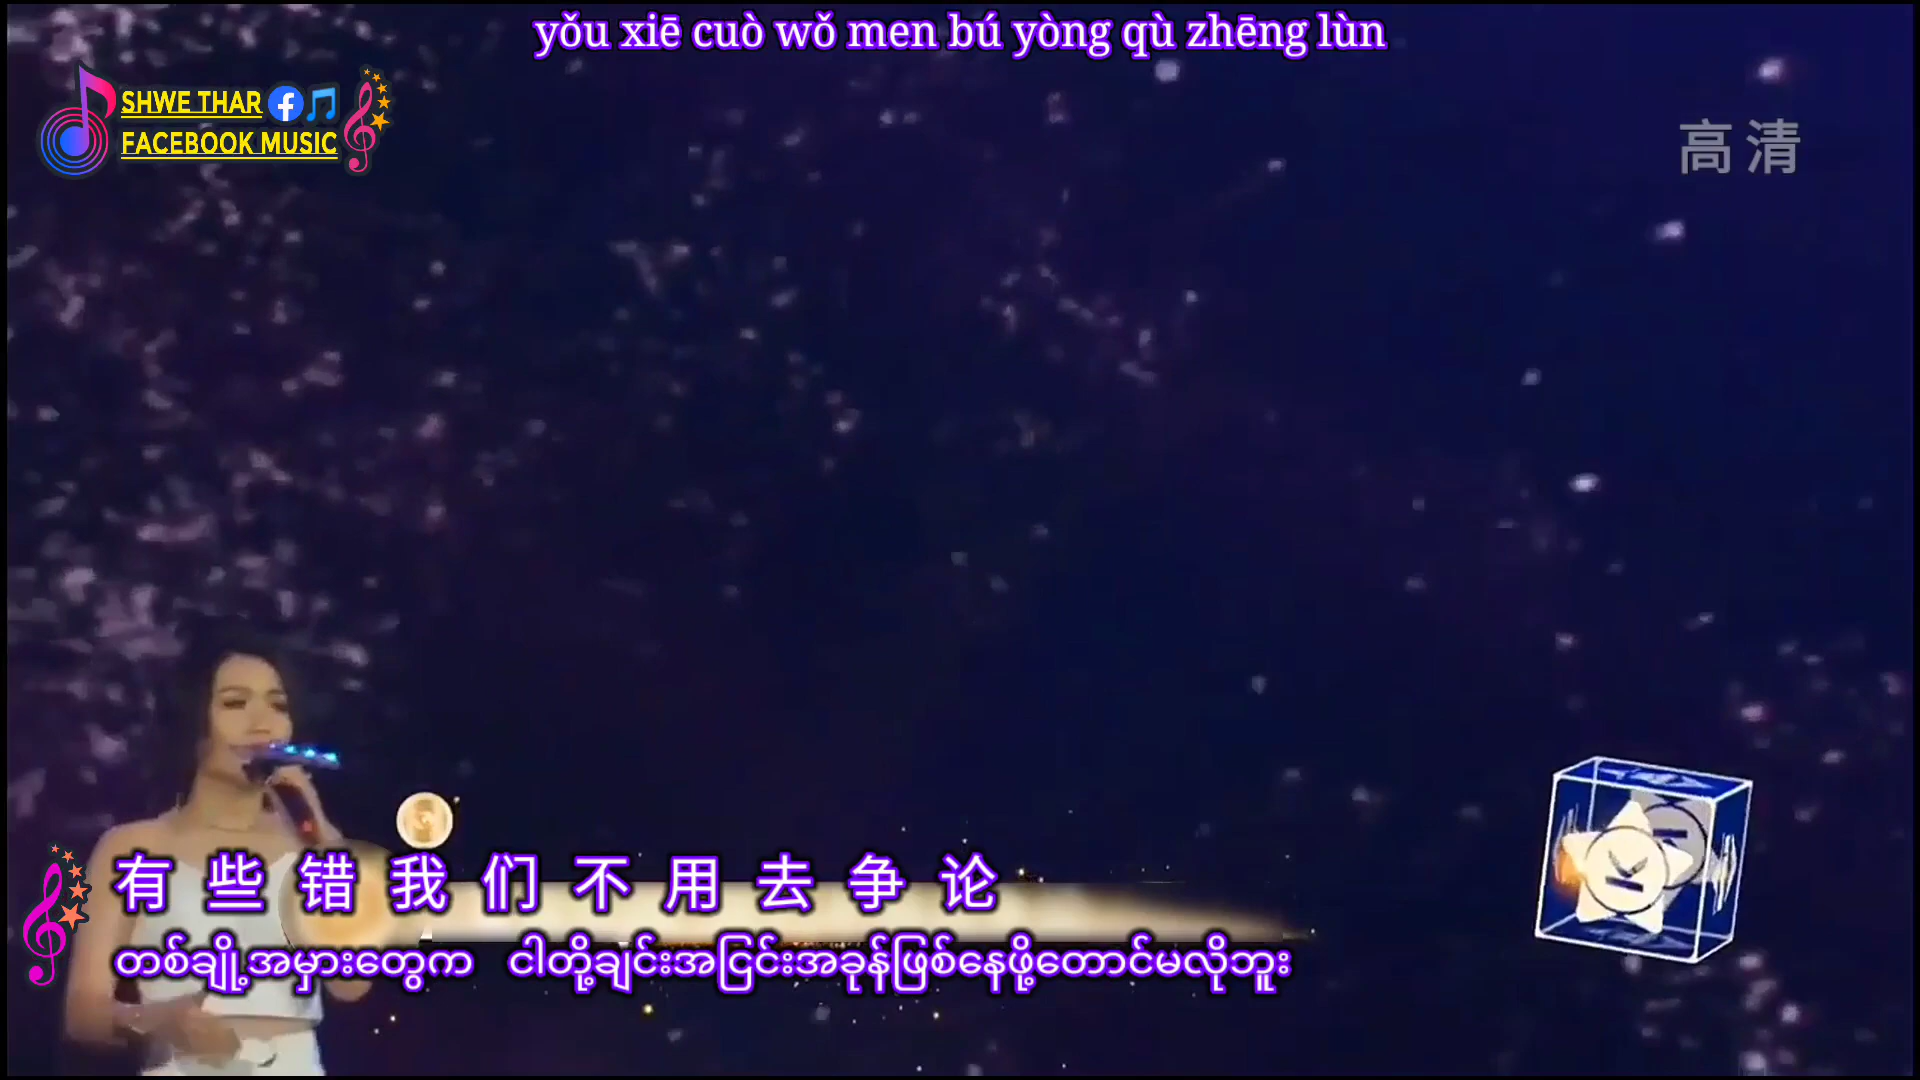 yǒu xiē cuò wǒ men bú yòng qù zhēng lùn
SHWE THAR
FACEBOOK MUSIC
高清
有些错我们不用去争论
တစ်ချို့အမှားတွေက ငါတို့ချင်းအငြင်းအခုန်ဖြစ်နေဖို့တောင်မလိုဘူး